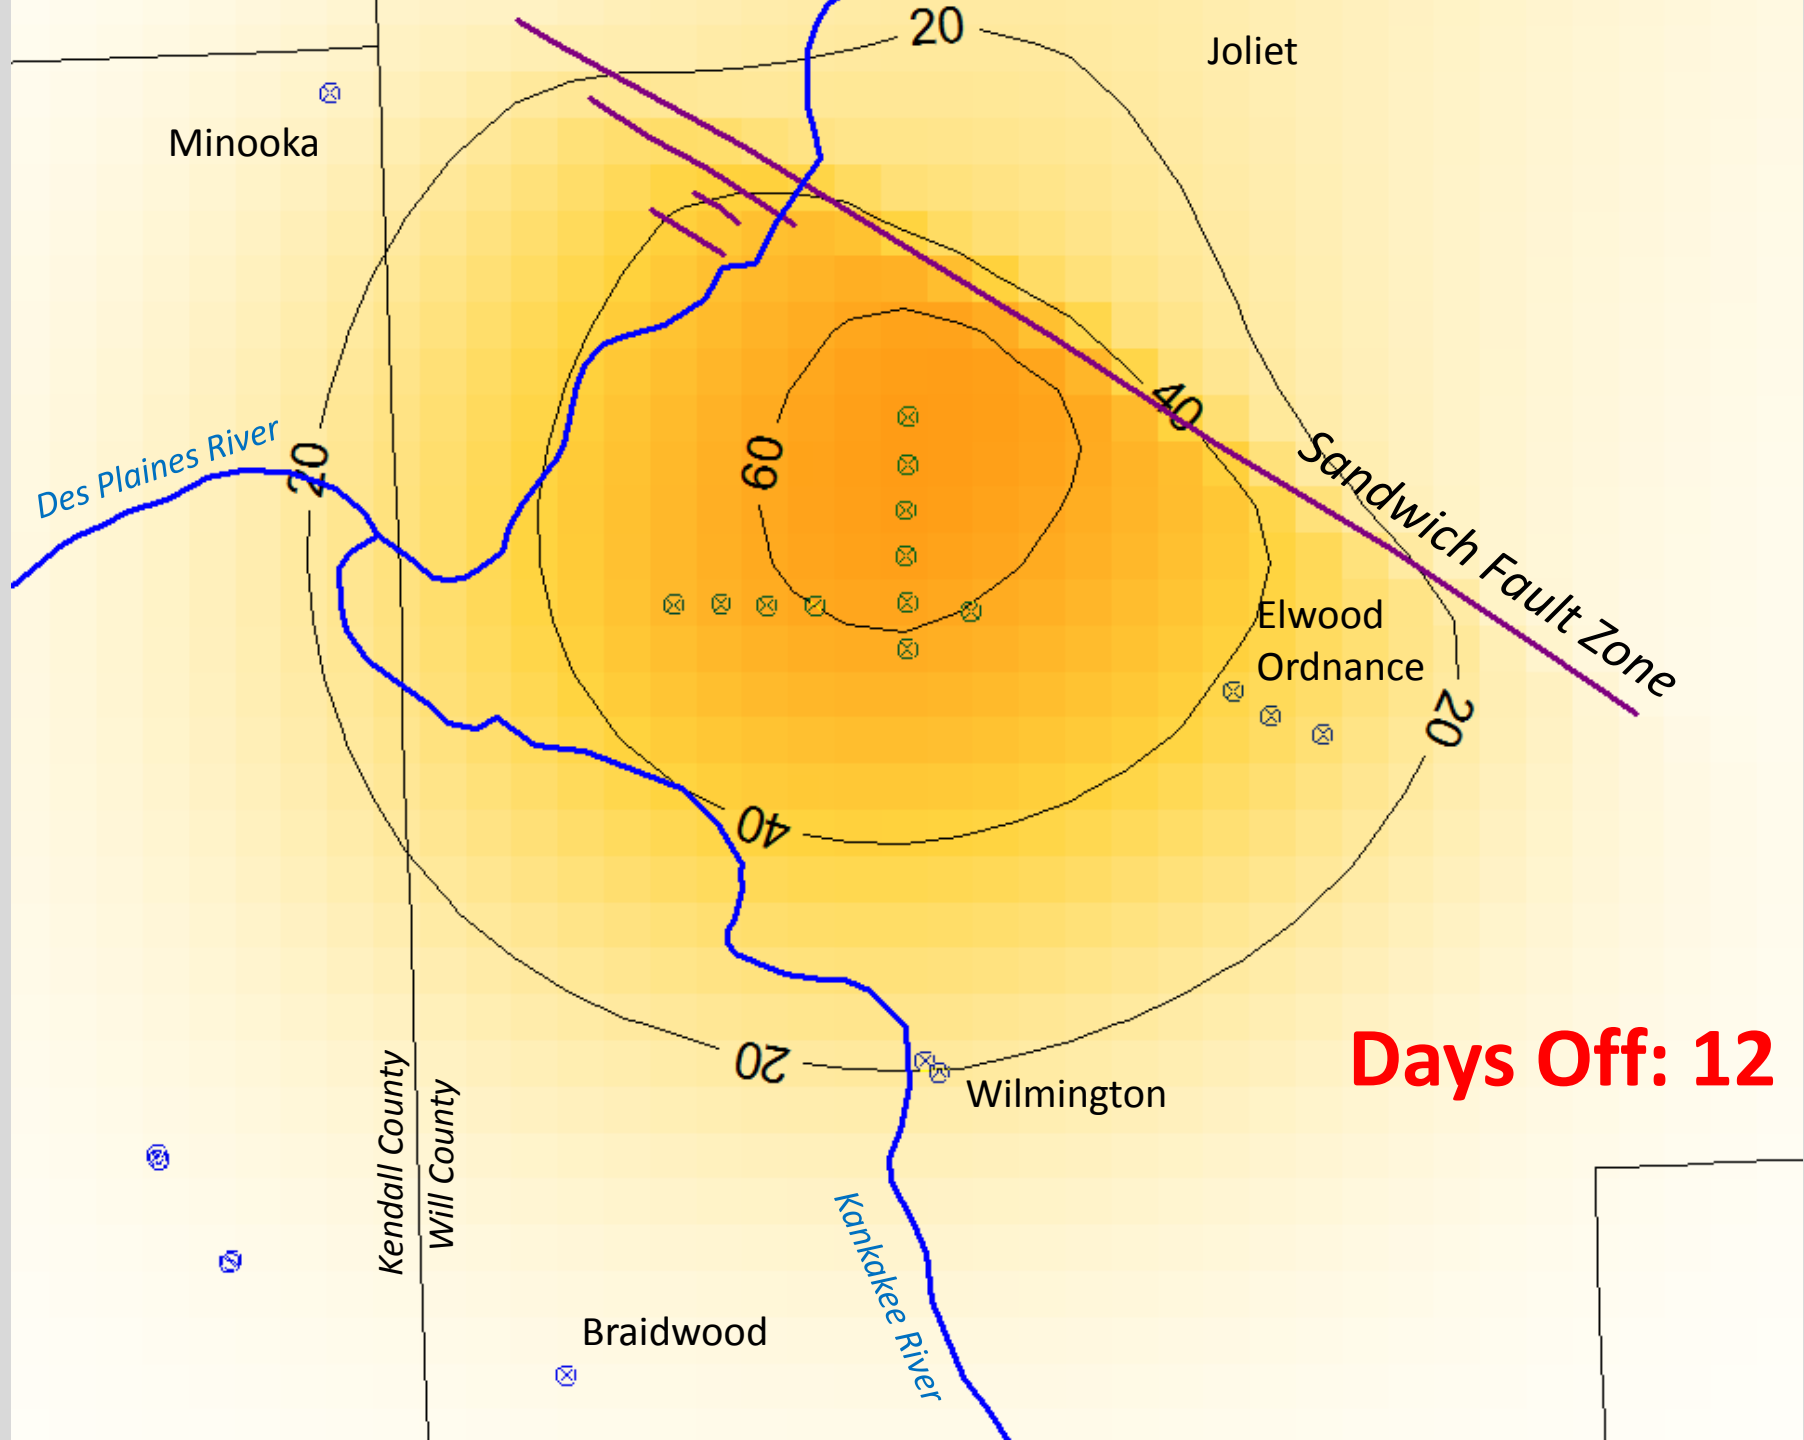 20
Joliet
Minooka
40
Des Plaines River
20
60
Sandwich Fault Zone
Elwood
Ordnance
20
40
20
Days Off: 12
Wilmington
Kendall County
Will County
Kankakee River
Braidwood